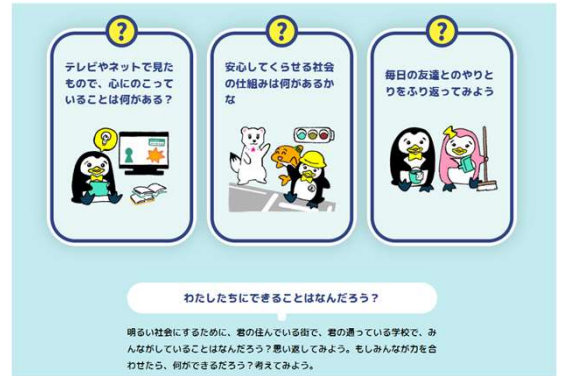 ?
テレビやネットで見た
もので、心にのこって
いることは何がある？
?
安心してくらせる社会
の仕組みは何があるか
な
?
毎日の友達とのやりと
りをふり返ってみよう
わたしたちにできることはなんだろう？
明るい社会にするために、君の住んでいる街で、君の通っている学校で、み
んながしていることはなんだろう？思い返してみよう。もしみんなが力を合
わせたら、何ができるだろう？考えてみよう。